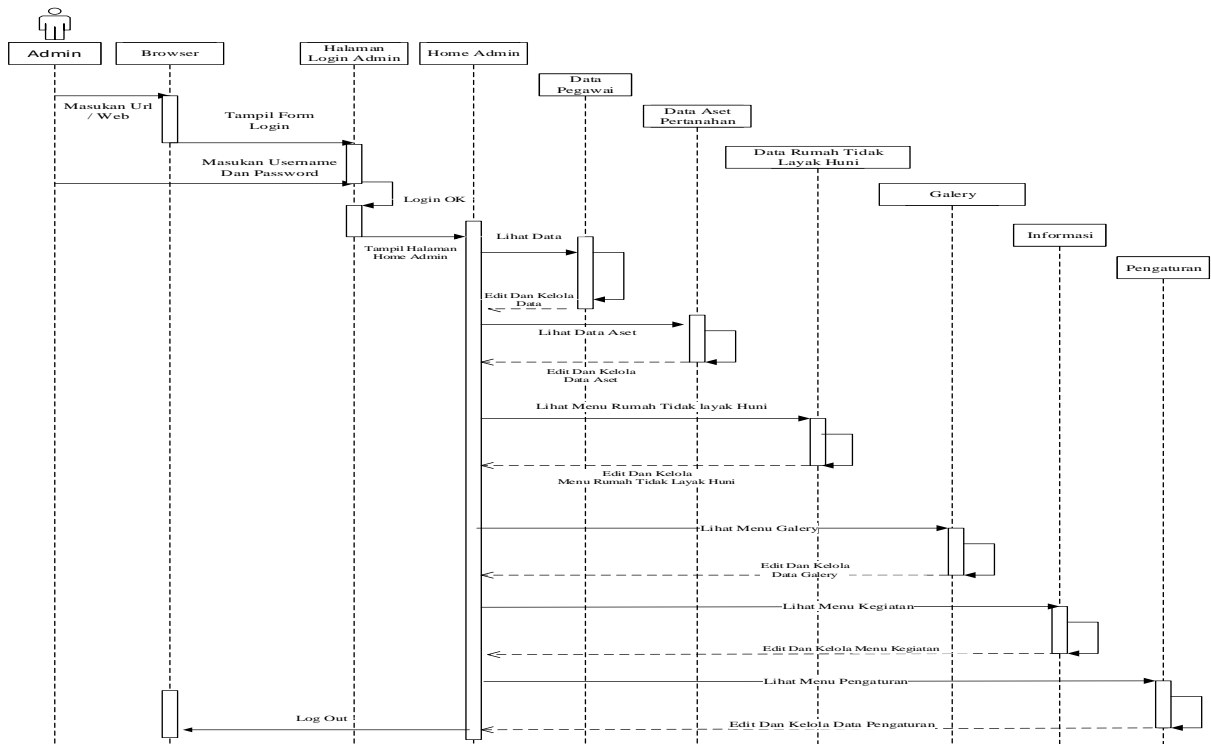 Admin
Browser
Halaman
Login Admin
Home Admin
Data
Pegawai
Data Aset
Pertanahan
Data Rumah Tidak
Layak Huni
Galery
Informasi
Pengaturan
Masukan Url
/ Web
Tampil Form
Login
Masukan Username
Dan Password
Login OK
Tampil Halaman
Home Admin
Lihat Data
Edit Dan Kelola
Data
Lihat Data Aset
Edit Dan Kelola
Data Aset
Lihat Menu Rumah Tidak layak Huni
Edit Dan Kelola
Menu Rumah Tidak Layak Huni
Lihat Menu Galery
Edit Dan Kelola
Data Galery
Lihat Menu Kegiatan
Edit Dan Kelola Menu Kegiatan
Lihat Menu Pengaturan
Edit Dan Kelola Data Pengaturan
Log Out